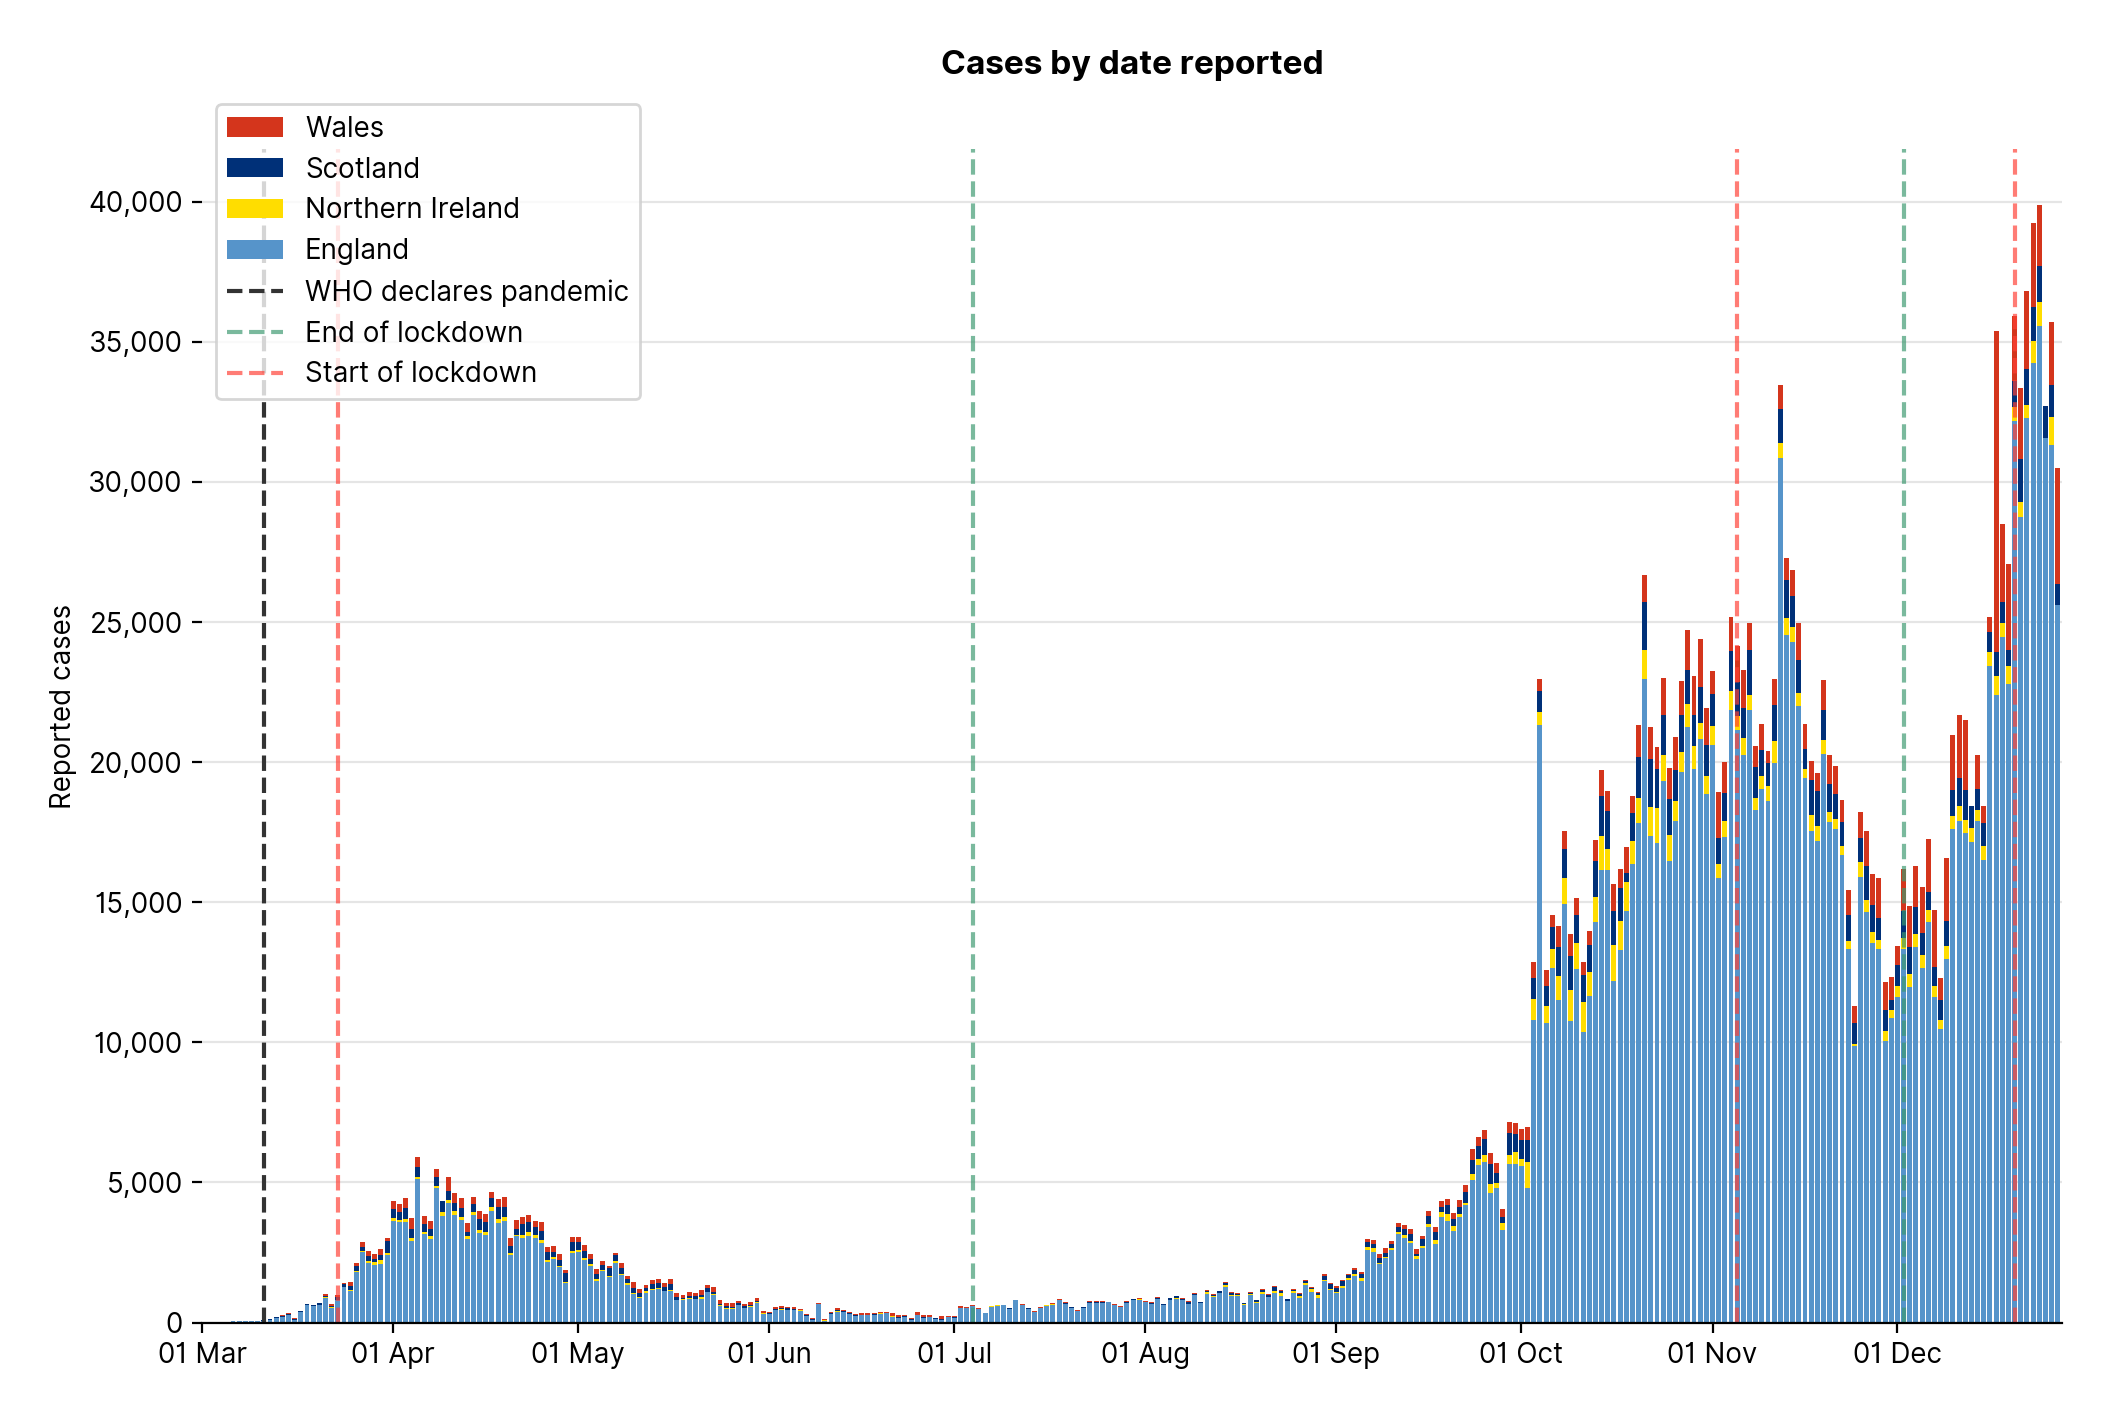 Cases by date reported
Wales
Scotland
Northern Ireland
England
WHO declares pandemic
End of lockdown
Start of lockdown
Reported cases
40,000
35,000
30,000
25,000
20,000
15,000
10,000
5,000
0
01 Mar 01 Apr 01 May 01 Jun 01 Jul 01 Aug 01 Sep 01 Oct 01 Nov 01 Dec